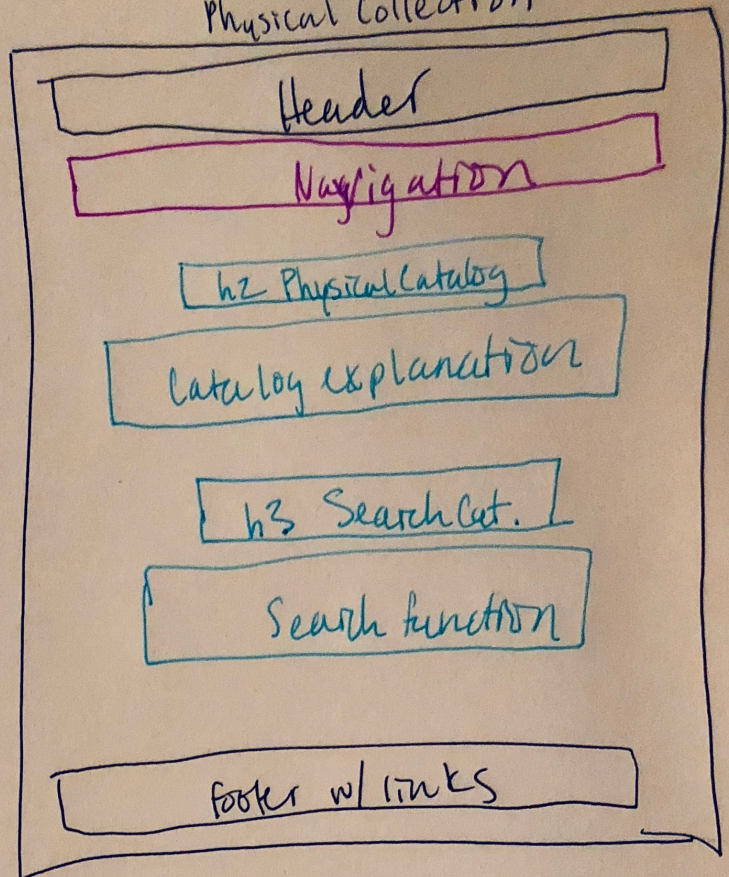 Physical Collection
Header
Navigation
h2 Physical Catalog
Catalog explanation
h3 Search Cat.
Search function
Footer w/ links